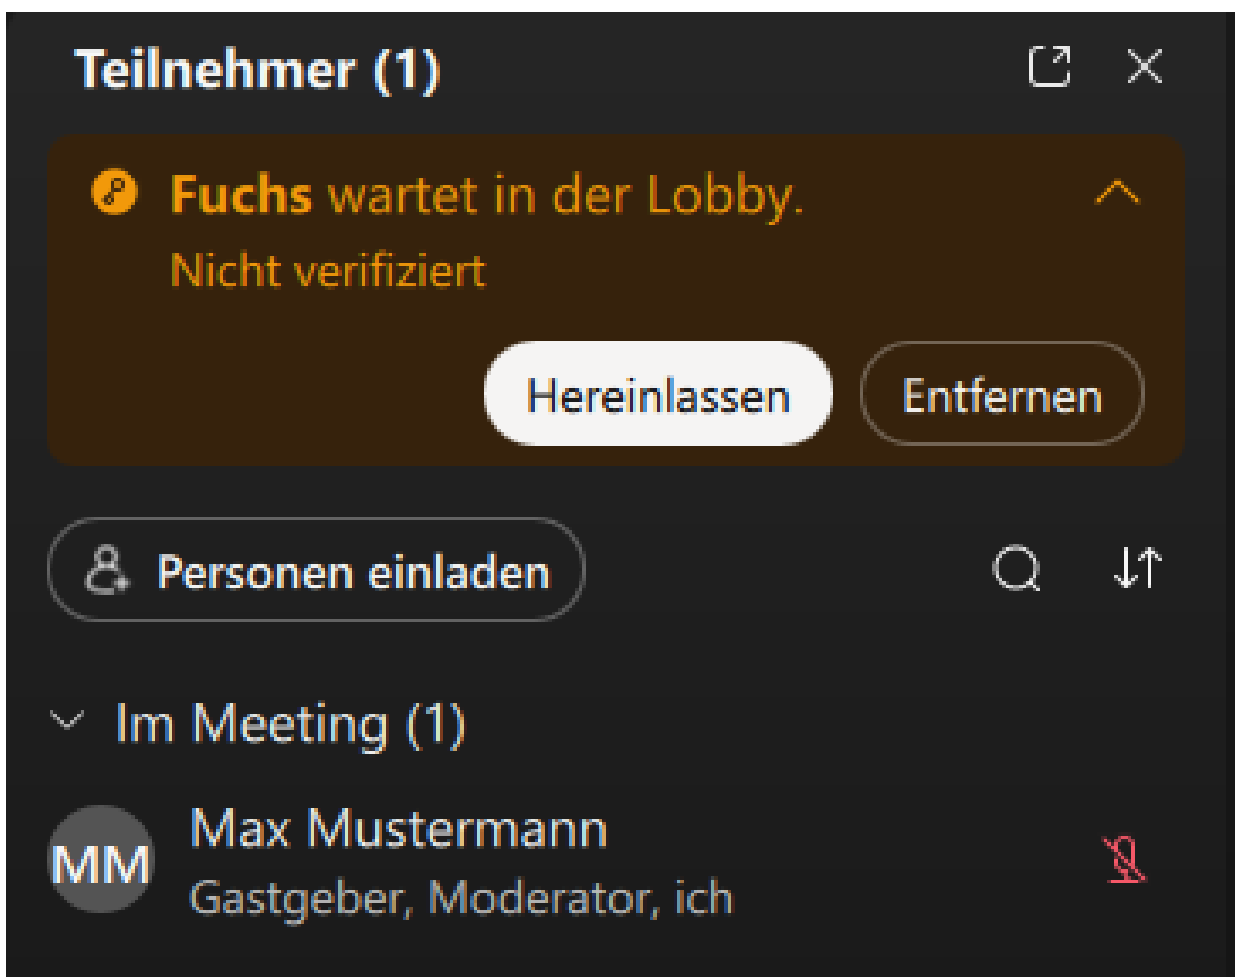 Teilnehmer (1)
Fuchs wartet in der Lobby.
Nicht verifiziert
Hereinlassen
Entfernen
Personen einladen
Im Meeting (1)
MM
Max Mustermann
Gastgeber, Moderator, ich